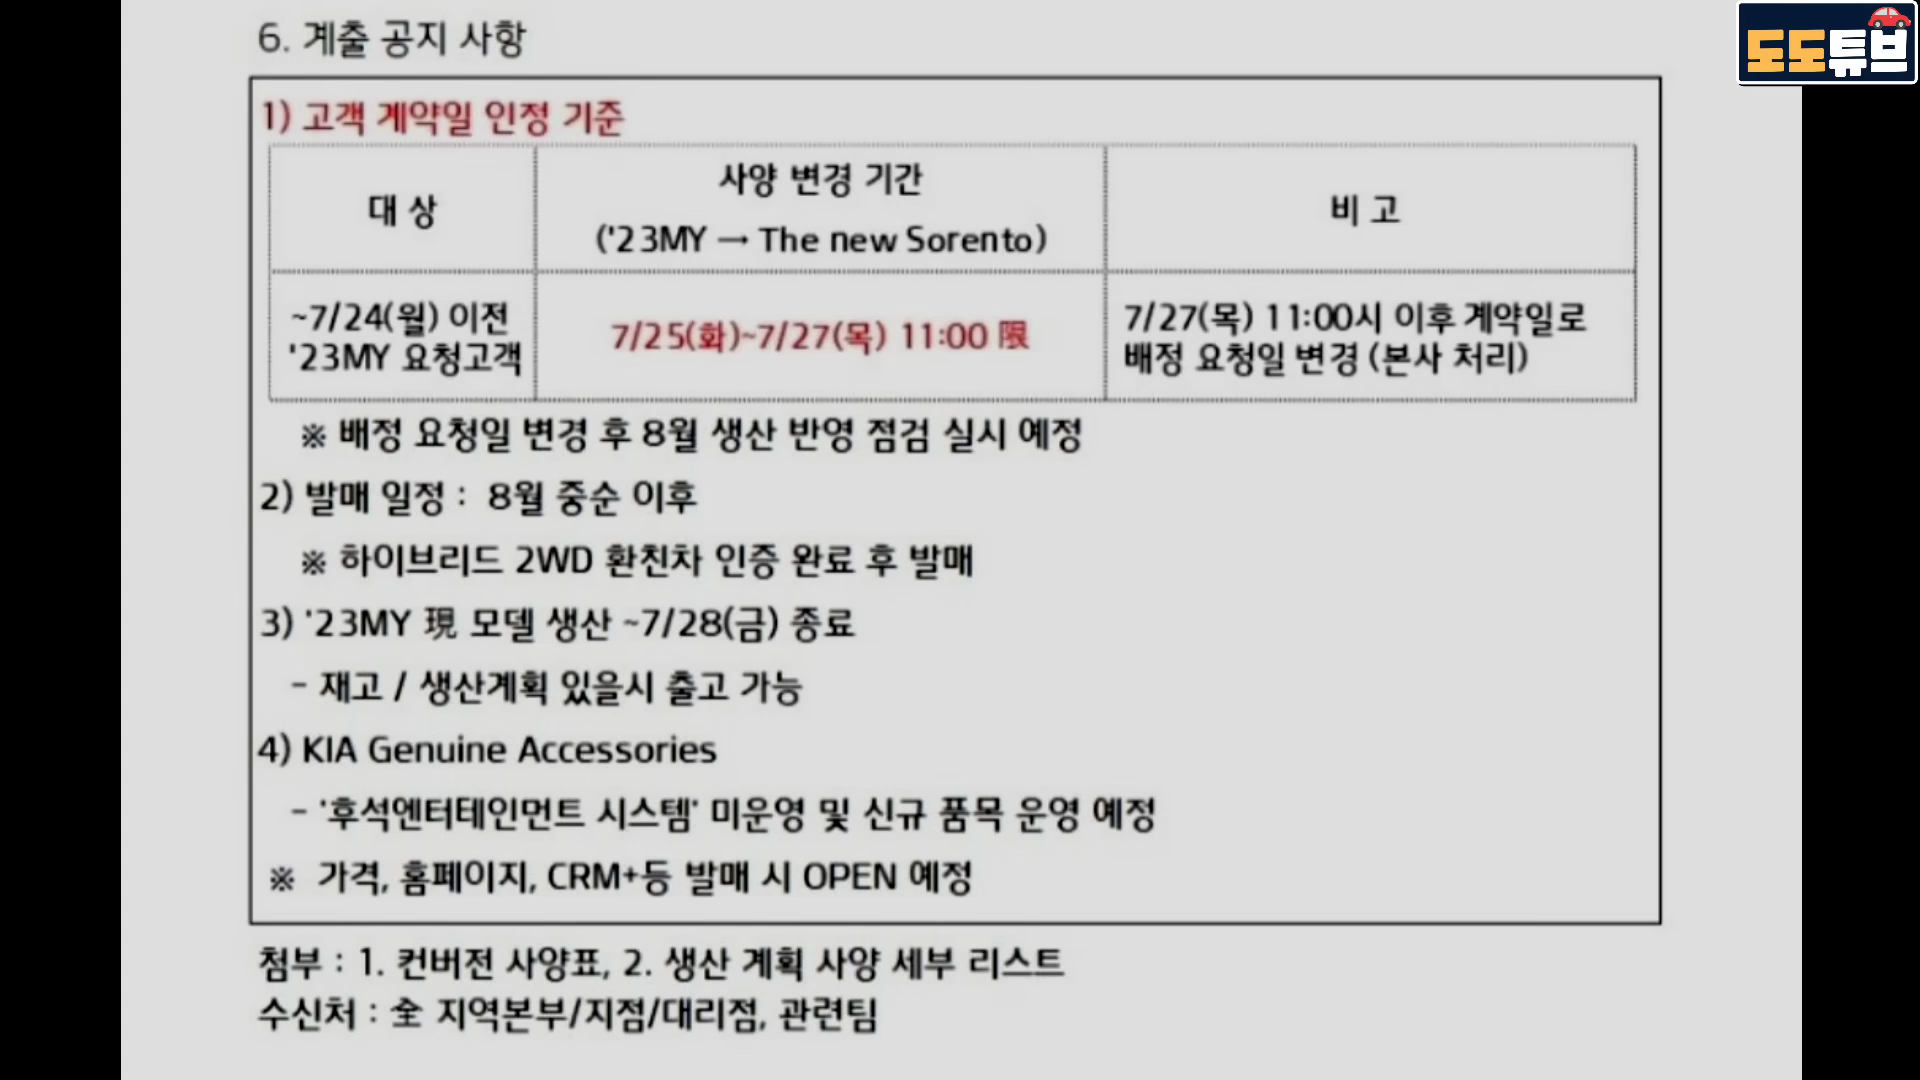 도도튜브
6. 계출 공지 사항
1) 고객 계약일 인정 기준
대 상
사양 변경 기간
('23MY → The new Sorento)
비 고
~7/24(월) 이전
'23MY 요청고객
7/25(화)~7/27(목) 11:00 限
7/27(목) 11:00시 이후 계약일로
배정 요청일 변경 (본사 처리)
※ 배정 요청일 변경 후 8월 생산 반영 점검 실시 예정
2) 발매 일정 : 8월 중순 이후
※ 하이브리드 2WD 환친차 인증 완료 후 발매
3) '23MY 現 모델 생산 ~7/28(금) 종료
- 재고 / 생산계획 있을시 출고 가능
4) KIA Genuine Accessories
- '후석엔터테인먼트 시스템' 미운영 및 신규 품목 운영 예정
※ 가격, 홈페이지, CRM+등 발매 시 OPEN 예정
첨부 : 1. 컨버전 사양표, 2. 생산 계획 사양 세부 리스트
수신처 : 全 지역본부/지점/대리점, 관련팀